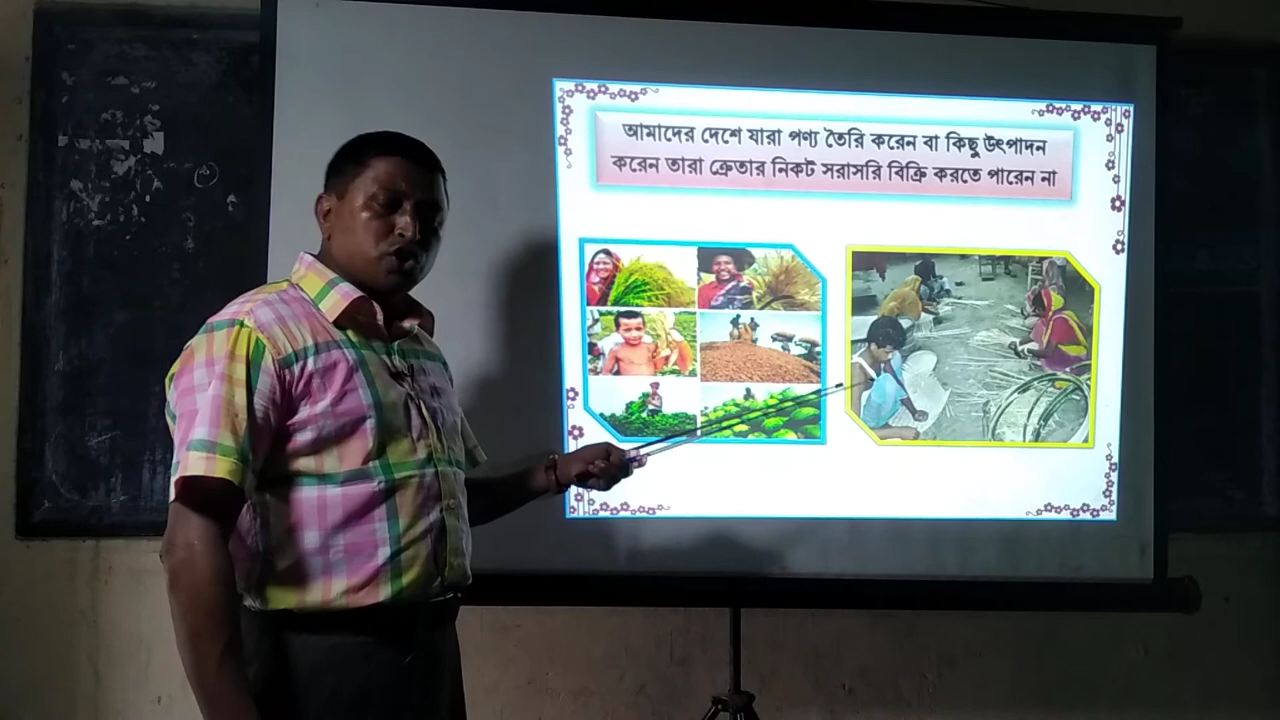 আমাদের দেশে যারা পণ্য তৈরি করেন বা কিছু উৎপাদন
করেন তারা ক্রেতার নিকট সরাসরি বিক্রি করতে পারেন না